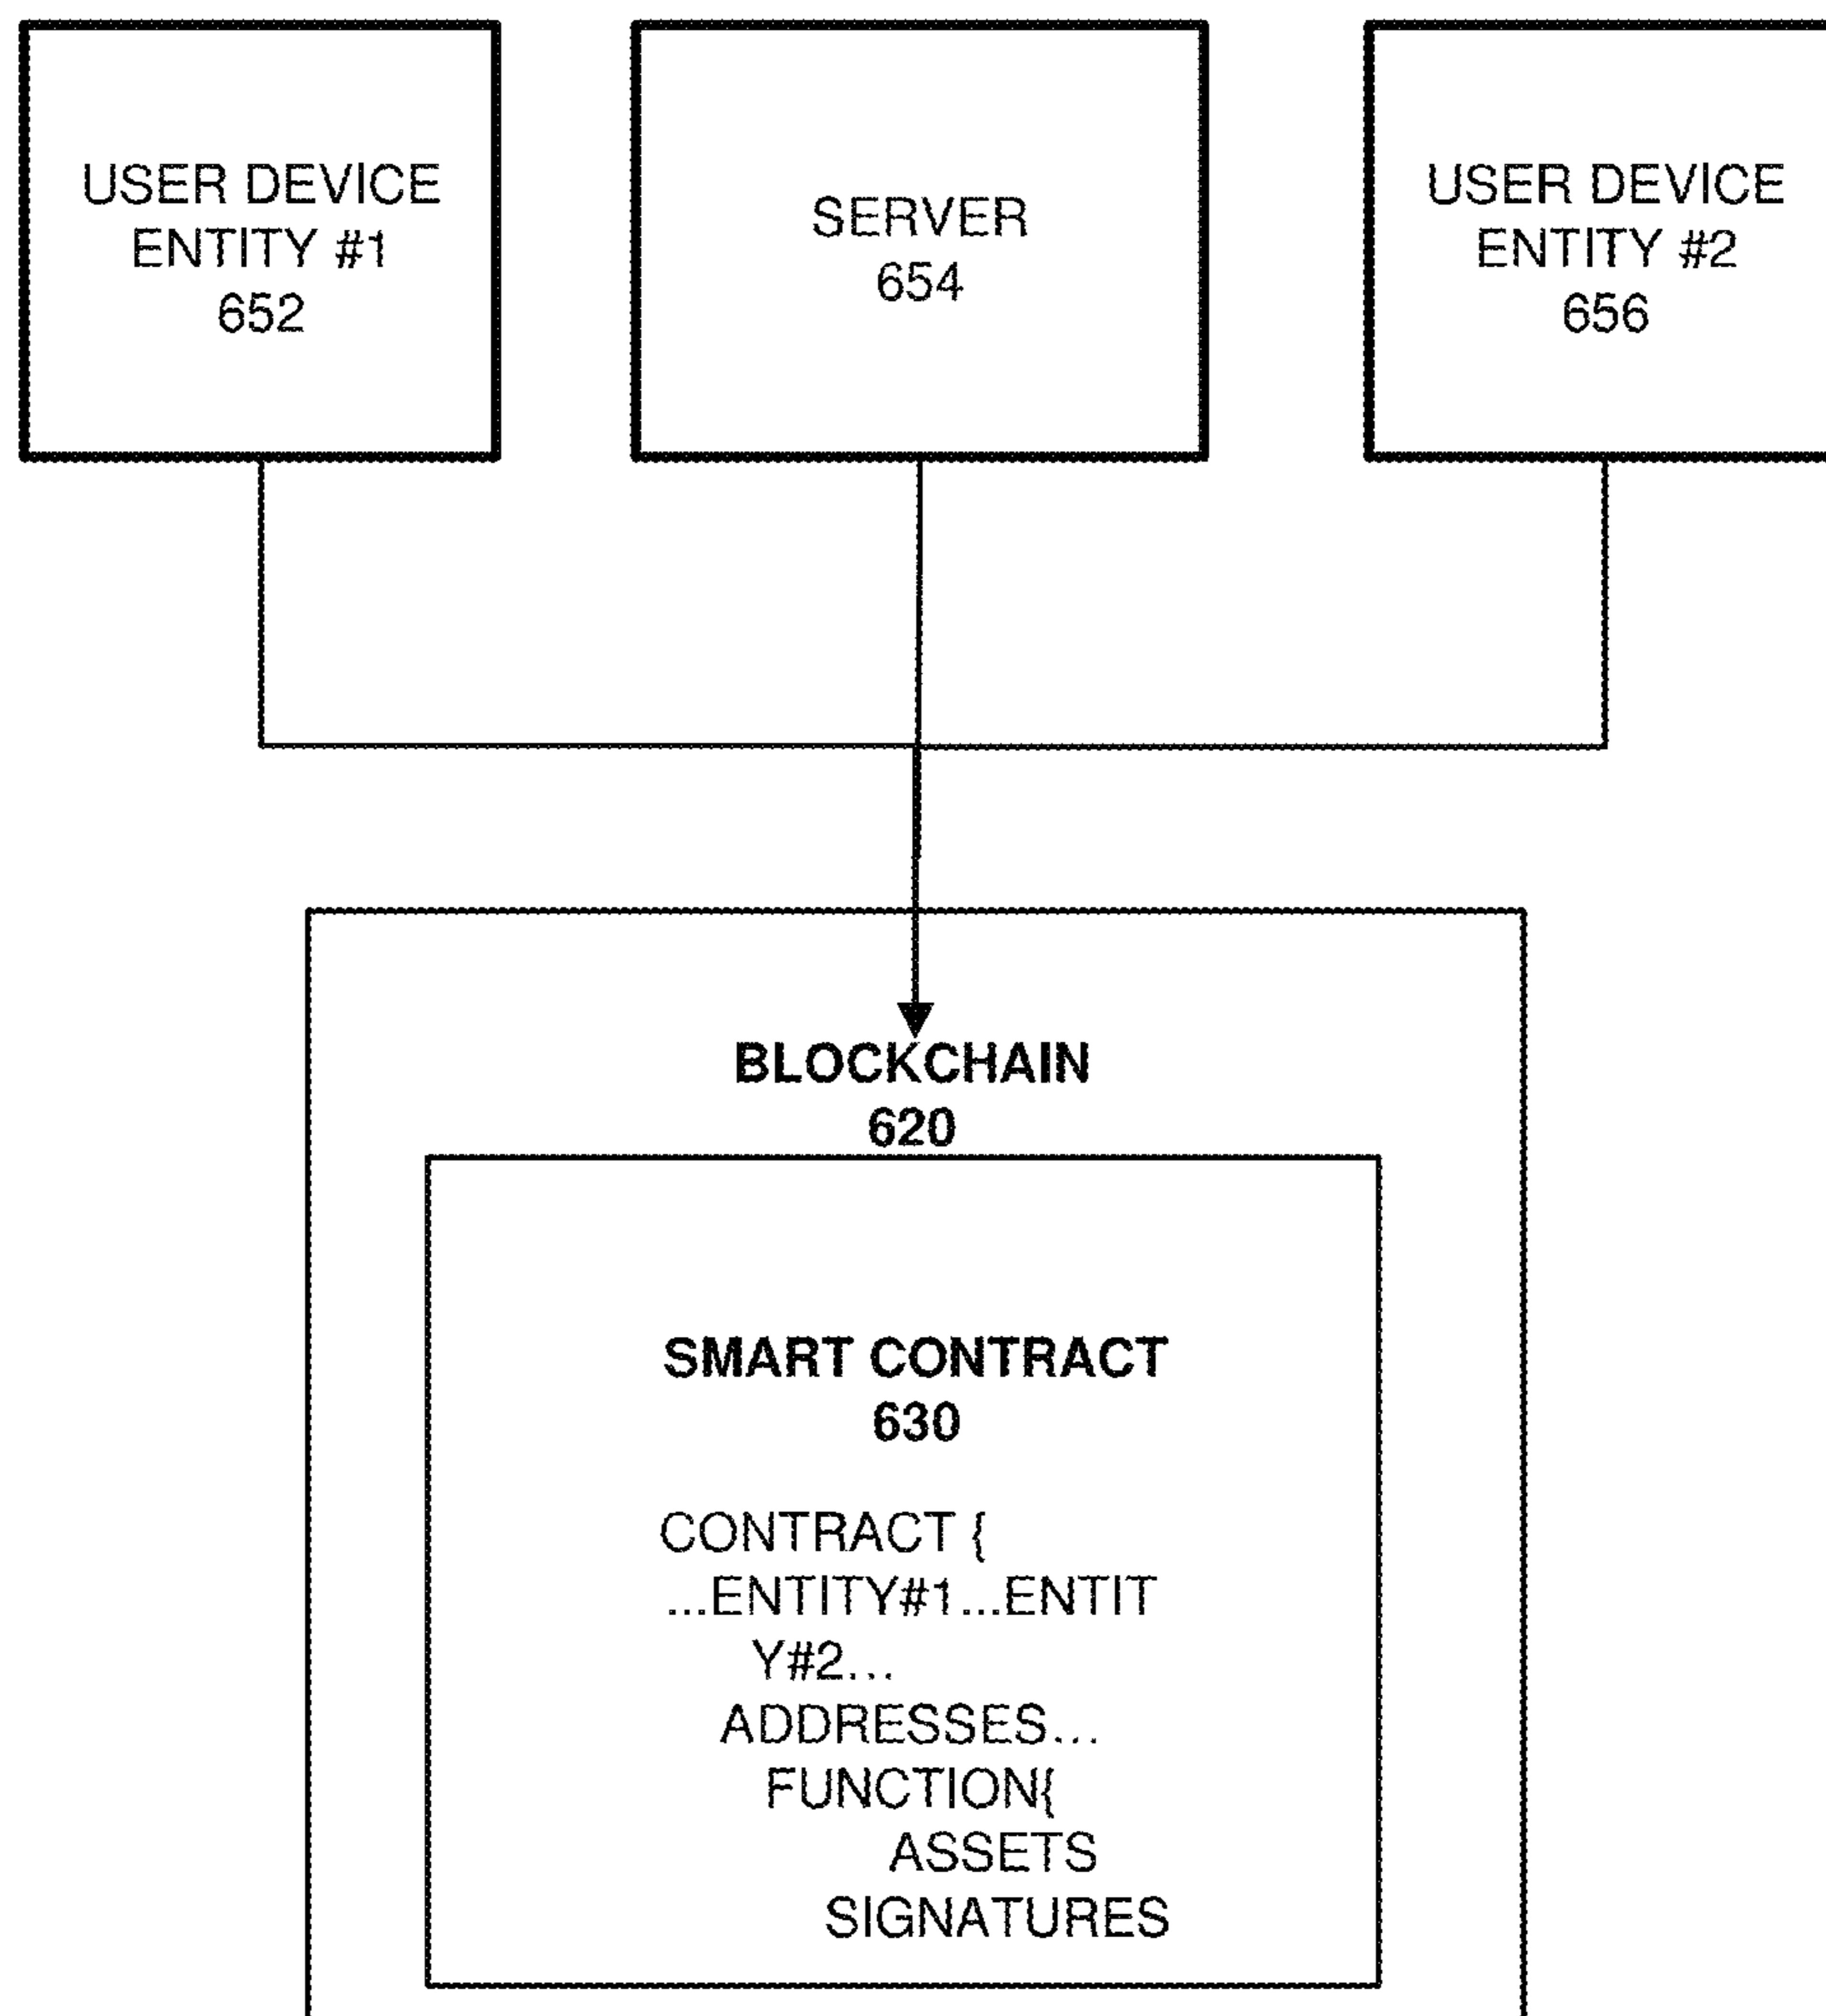 USER DEVICE
ENTITY #1
652
SERVER
654
USER DEVICE
ENTITY #2
656
BLOCKCHAIN
620
SMART CONTRACT
630
CONTRACT {
...ENTITY#1...ENTIT
Y#2...
ADDRESSES...
FUNCTION{
ASSETS
SIGNATURES